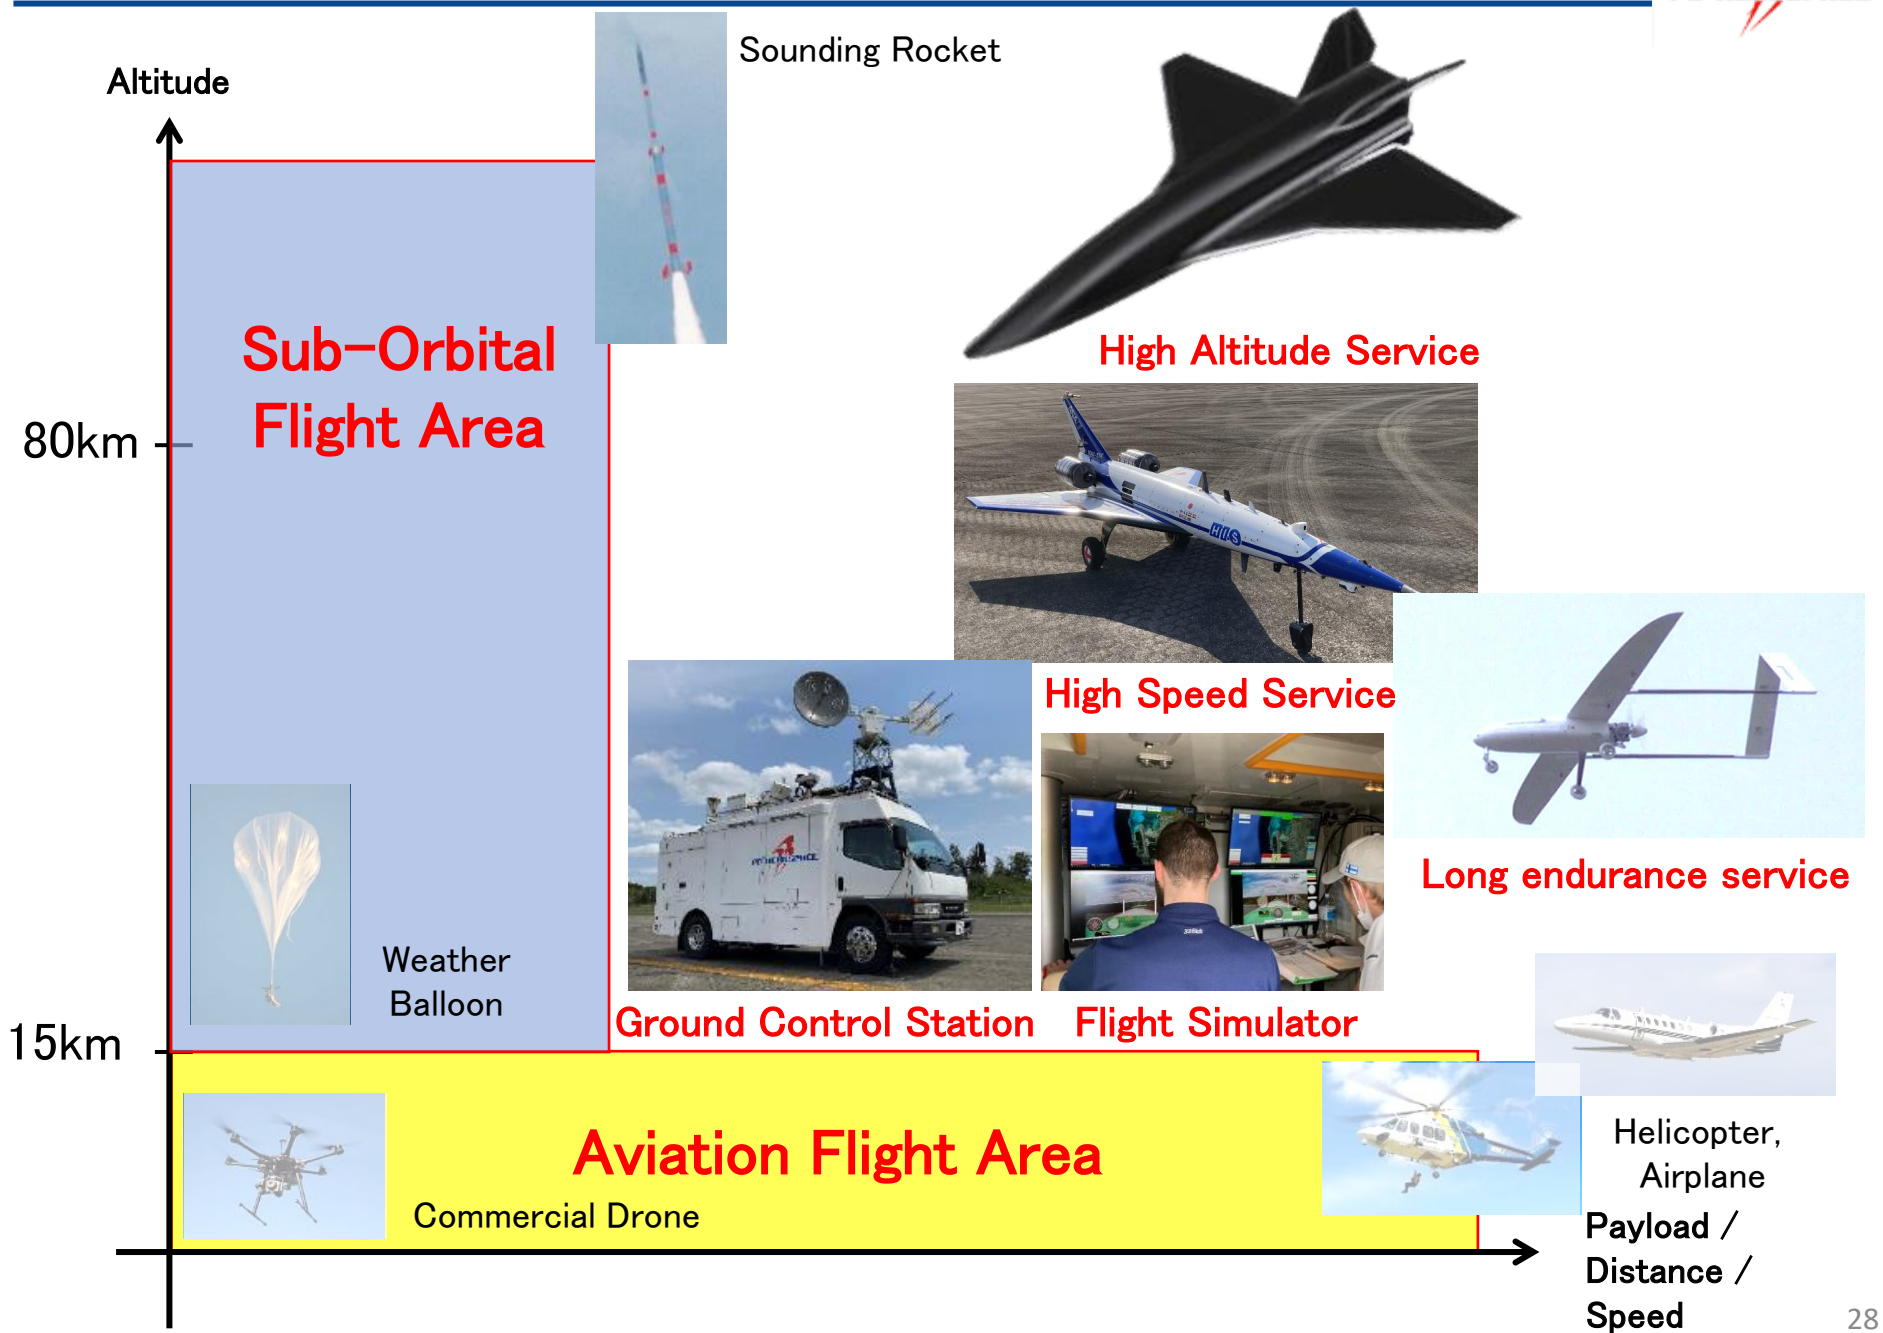 Sounding Rocket
Altitude
Sub-Orbital
Flight Area
High Altitude Service
80km
HIS
High Speed Service
Long endurance service
Weather
Balloon
Ground Control Station
Flight Simulator
15km
Aviation Flight Area
Commercial Drone
Helicopter,
Airplane
Payload /
Distance /
Speed
28